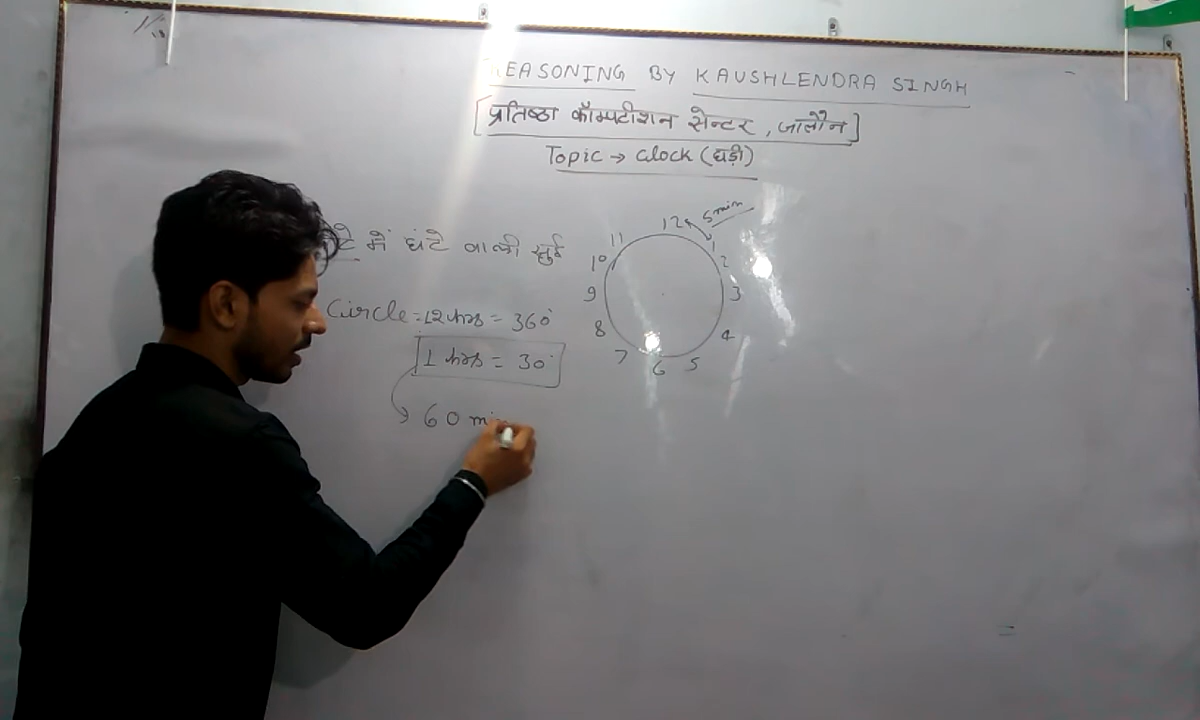 REASONING BY KAUSHLENDRA SINGH
[प्रतिष्ठा कॉम्पटीशन सेन्टर, जालौन]
Topic → Clock (घड़ी)
में घंटे वाली सुई
Circle = 12 hrs = 360°
1 hrs = 30°
60 min
5 min
12
1
2
3
4
5
6
7
8
9
10
11